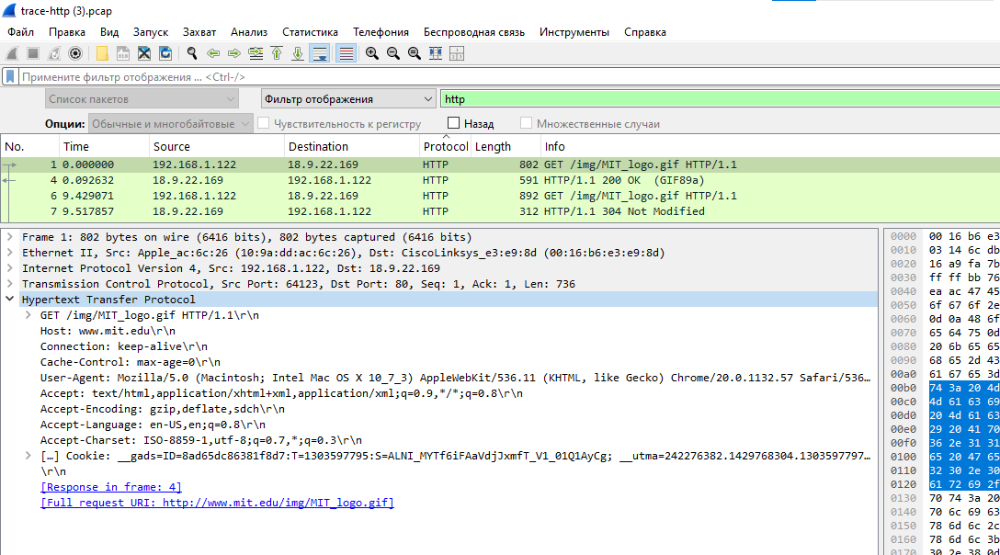 trace-http (3).pcap
Файл Правка Вид Запуск Захват Анализ Статистика Телефония Беспроводная связь Инструменты Справка
Примените фильтр отображения ... <Ctrl-/>
Список пакетов Фильтр отображения http
Опции: Обычные и многобайтовые Чувствительность к регистру Назад Множественные случаи
No. Time Source Destination Protocol Length Info
1 0.000000 192.168.1.122 18.9.22.169 HTTP 802 GET /img/MIT_logo.gif HTTP/1.1
4 0.092632 18.9.22.169 192.168.1.122 HTTP 591 HTTP/1.1 200 OK (GIF89a)
6 9.429071 192.168.1.122 18.9.22.169 HTTP 892 GET /img/MIT_logo.gif HTTP/1.1
7 9.517857 18.9.22.169 192.168.1.122 HTTP 312 HTTP/1.1 304 Not Modified
Frame 1: 802 bytes on wire (6416 bits), 802 bytes captured (6416 bits)
Ethernet II, Src: Apple_ac:6c:26 (10:9a:dd:ac:6c:26), Dst: CiscoLinksys_e3:e9:8d (00:16:b6:e3:e9:8d)
Internet Protocol Version 4, Src: 192.168.1.122, Dst: 18.9.22.169
Transmission Control Protocol, Src Port: 64123, Dst Port: 80, Seq: 1, Ack: 1, Len: 736
Hypertext Transfer Protocol
GET /img/MIT_logo.gif HTTP/1.1\r\n
Host: www.mit.edu\r\n
Connection: keep-alive\r\n
Cache-Control: max-age=0\r\n
User-Agent: Mozilla/5.0 (Macintosh; Intel Mac OS X 10_7_3) AppleWebKit/536.11 (KHTML, like Gecko) Chrome/20.0.1132.57 Safari/536…
Accept: text/html,application/xhtml+xml,application/xml;q=0.9,*/*;q=0.8\r\n
Accept-Encoding: gzip,deflate,sdch\r\n
Accept-Language: en-US,en;q=0.8\r\n
Accept-Charset: ISO-8859-1,utf-8;q=0.7,*;q=0.3\r\n
[…] Cookie: __gads=ID=8ad65dc86381f8d7:T=1303597795:S=ALNI_MYTf6iFAaVdjJxmfT_V1_01Q1AyCg; __utma=242276382.1429768304.1303597797…
\r\n
[Response in frame: 4]
[Full request URI: http://www.mit.edu/img/MIT_logo.gif]
0000 00 16 b6 e3
0010 03 14 6c db
0020 16 a9 fa 7b
0030 ff ff bb 76
0040 ea ac 47 45
0050 6f 67 6f 2e
0060 0d 0a 48 6f
0070 65 64 75 0d
0080 20 6b 65 65
0090 68 65 2d 43
00a0 61 67 65 3d
00b0 74 3a 20 4d
00c0 4d 61 63 69
00d0 20 4d 61 63
00e0 29 20 41 70
00f0 36 2e 31 31
0100 65 20 47 65
0110 32 30 2e 30
0120 61 72 69 2f
0130 70 74 3a 20
0140 70 6c 69 63
0150 78 6d 6c 2c
0160 78 6d 6c 3b
0170 30 2e 38 0d